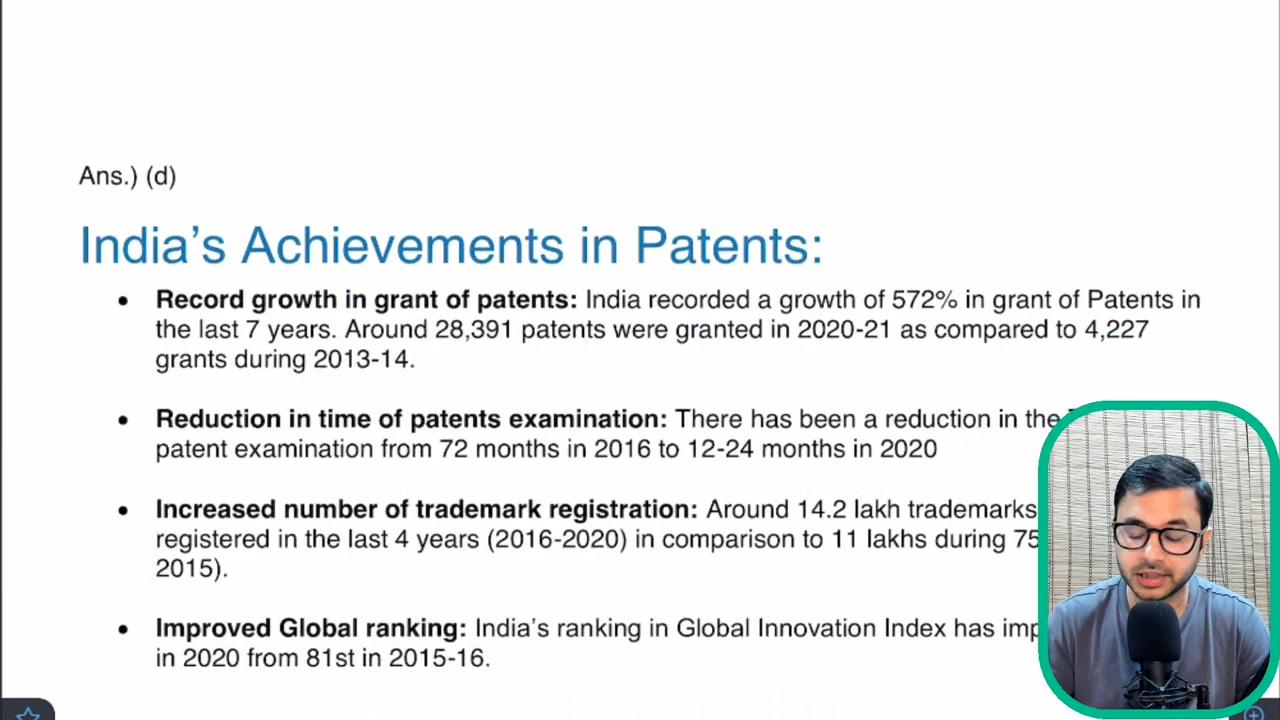 Ans.) (d)
India’s Achievements in Patents:
• Record growth in grant of patents: India recorded a growth of 572% in grant of Patents in
the last 7 years. Around 28,391 patents were granted in 2020-21 as compared to 4,227
grants during 2013-14.
• Reduction in time of patents examination: There has been a reduction in the
patent examination from 72 months in 2016 to 12-24 months in 2020
• Increased number of trademark registration: Around 14.2 lakh trademarks
registered in the last 4 years (2016-2020) in comparison to 11 lakhs during 75
2015).
• Improved Global ranking: India’s ranking in Global Innovation Index has
in 2020 from 81st in 2015-16.